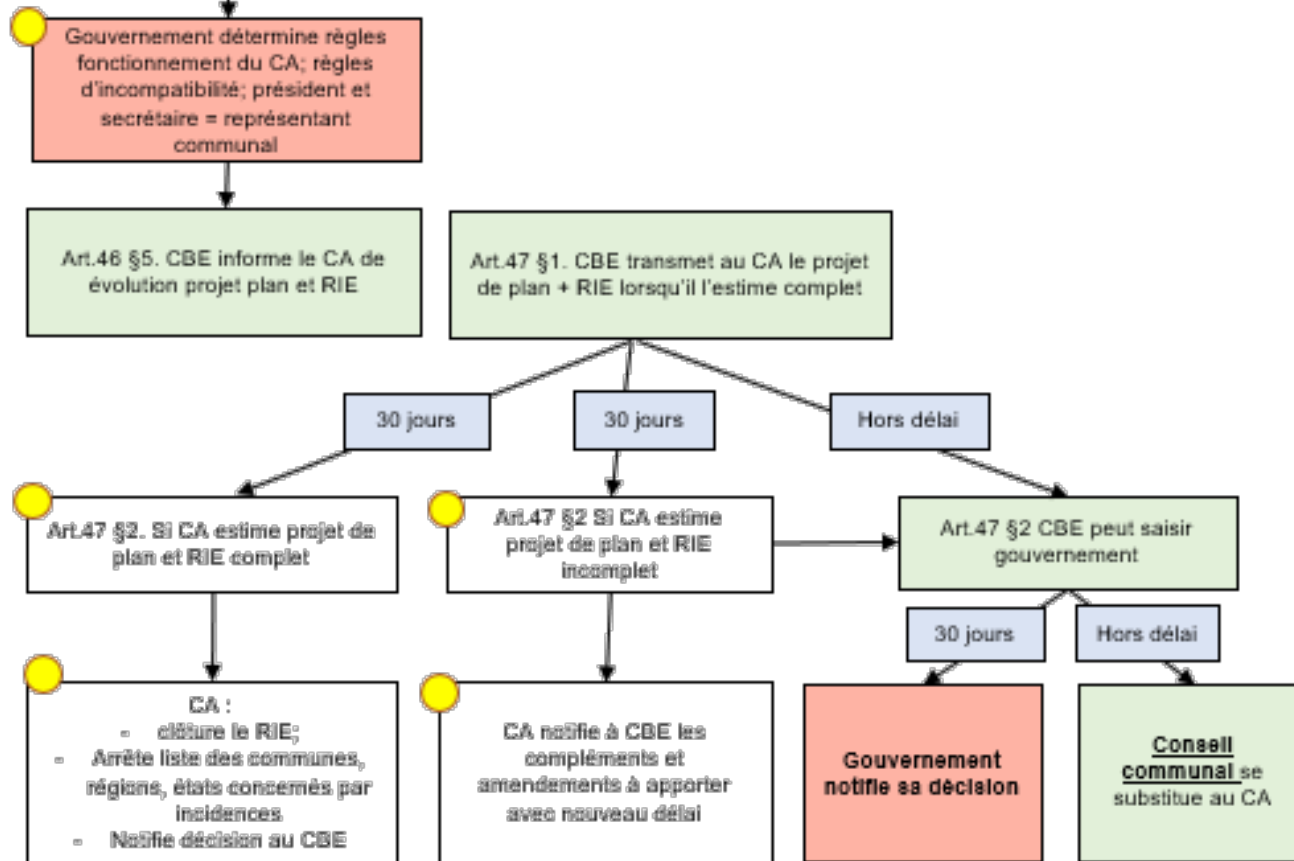 Gouvernement détermine règles
fonctionnement du CA; règles
d'incompatibilité; président et
secrétaire = représentant
communal
Art.46 §5. CBE informe le CA de
évolution projet plan et RIE
Art.47 §1. CBE transmet au CA le projet
de plan + RIE lorsqu'il l'estime complet
30 jours
30 jours
Hors délai
Art.47 §2. Si CA estime projet de
plan et RIE complet
Art.47 §2 Si CA estime
projet de plan et RIE
incomplet
Art.47 §2 CBE peut saisir
gouvernement
30 jours
Hors délai
CA :
- clôture le RIE;
- Arrête liste des communes,
régions, états concernés par
incidences
- Notifie décision au CBE
CA notifie à CBE les
compléments et
amendements à apporter
avec nouveau délai
Gouvernement
notifie sa décision
Conseil
communal se
substitue au CA